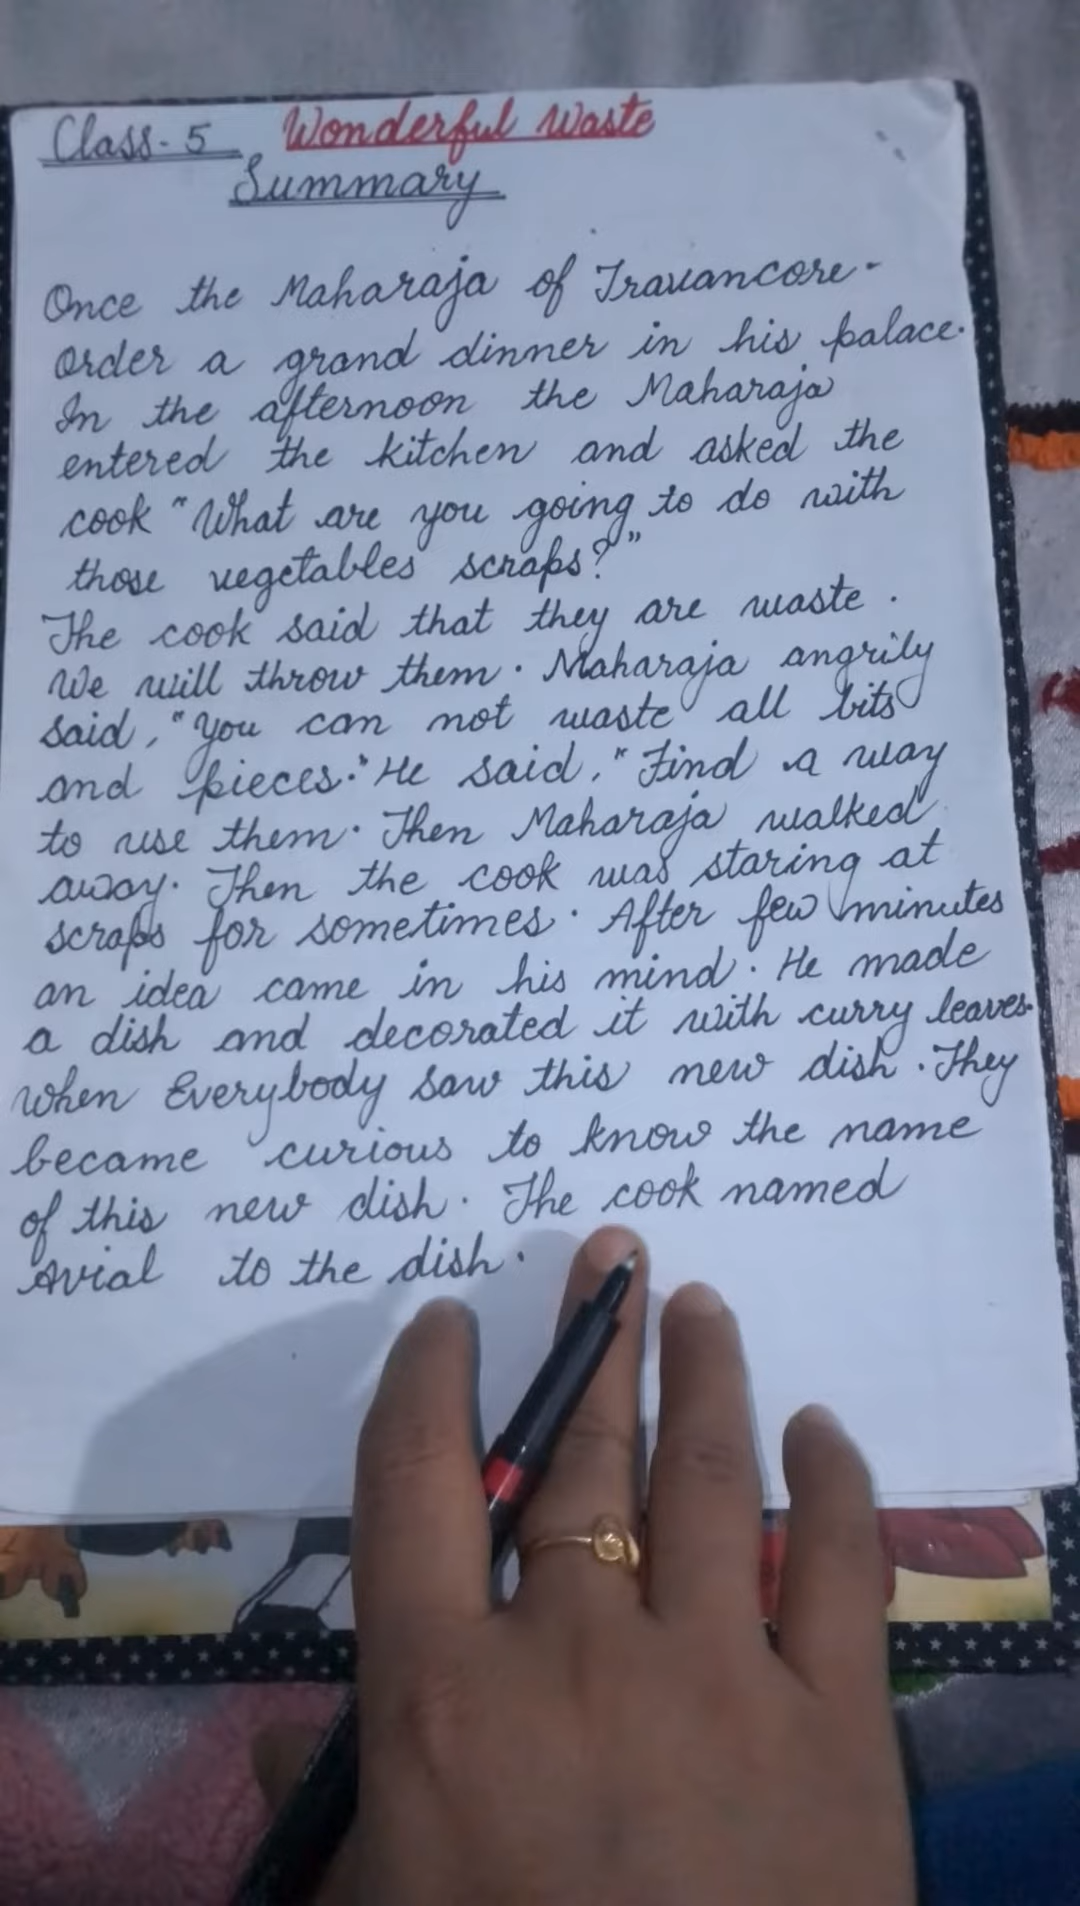 Class-5 Wonderful Waste
Summary
Once the Maharaja of Travancore-
order a grand dinner in his palace.
In the afternoon the Maharaja
entered the kitchen and asked the
cook "What are you going to do with
those vegetables scraps?"
The cook said that they are waste.
We will throw them. Maharaja angrily
said, "You can not waste all bits
and pieces." He said, "Find a way
to use them. Then Maharaja walked
away. Then the cook was staring at
scraps for sometimes. After few minutes
an idea came in his mind. He made
a dish and decorated it with curry leaves.
when Everybody saw this new dish. They
became curious to know the name
of this new dish. The cook named
Avial to the dish.